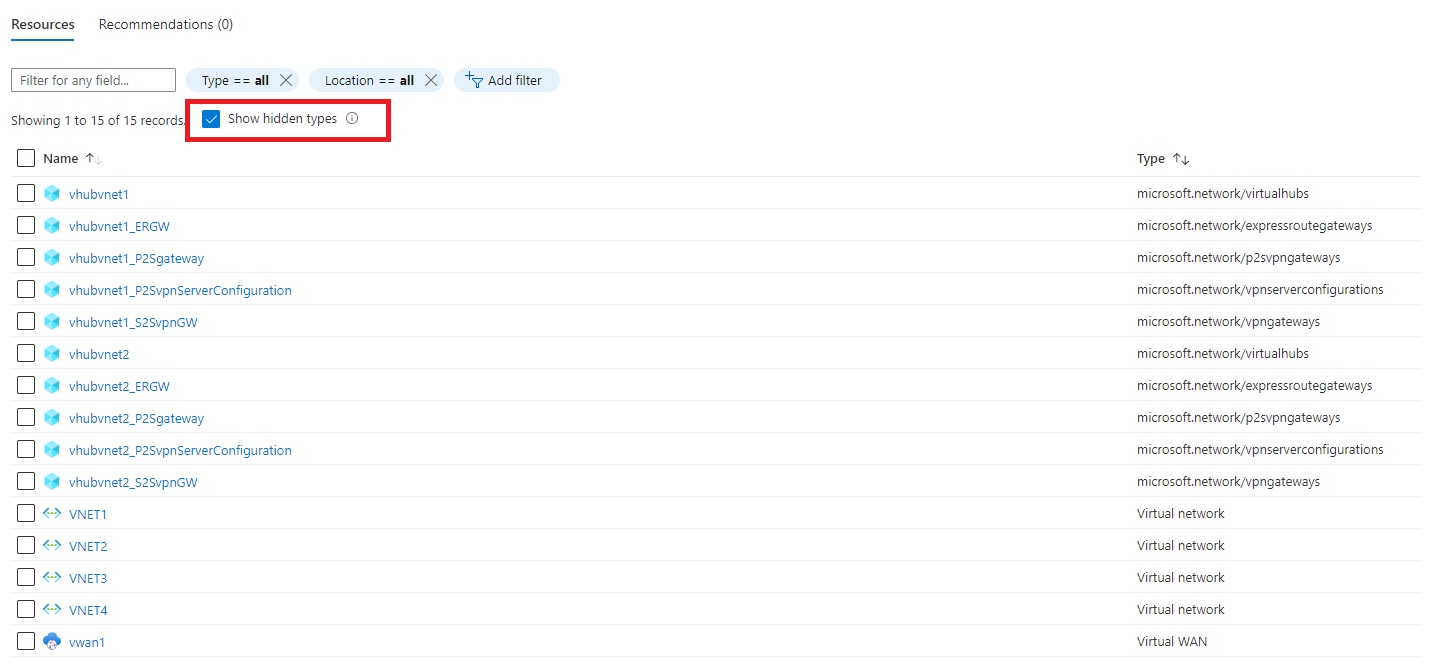 Resources Recommendations (0)
Filter for any field... Type == all Location == all Add filter
Showing 1 to 15 of 15 records. Show hidden types
Name Type
vhubvnet1 microsoft.network/virtualhubs
vhubvnet1_ERGW microsoft.network/expressroutegateways
vhubvnet1_P2Sgateway microsoft.network/p2svpngateways
vhubvnet1_P2SvpnServerConfiguration microsoft.network/vpnserverconfigurations
vhubvnet1_S2SvpnGW microsoft.network/vpngateways
vhubvnet2 microsoft.network/virtualhubs
vhubvnet2_ERGW microsoft.network/expressroutegateways
vhubvnet2_P2Sgateway microsoft.network/p2svpngateways
vhubvnet2_P2SvpnServerConfiguration microsoft.network/vpnserverconfigurations
vhubvnet2_S2SvpnGW microsoft.network/vpngateways
VNET1 Virtual network
VNET2 Virtual network
VNET3 Virtual network
VNET4 Virtual network
vwan1 Virtual WAN